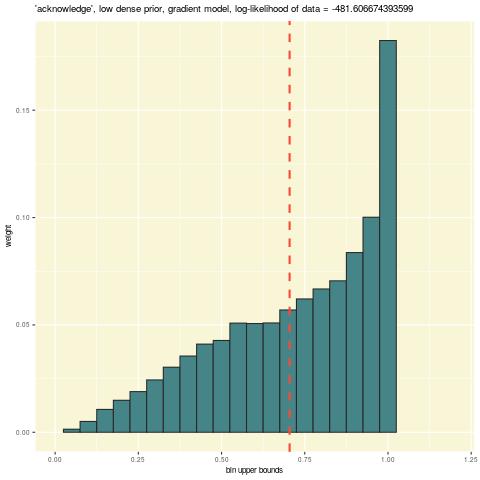 'acknowledge', low dense prior, gradient model, log-likelihood of data = -481.606674393599
0.15
0.10
0.05
0.00
weight
0.00 0.25 0.50 0.75 1.00 1.25
bin upper bounds